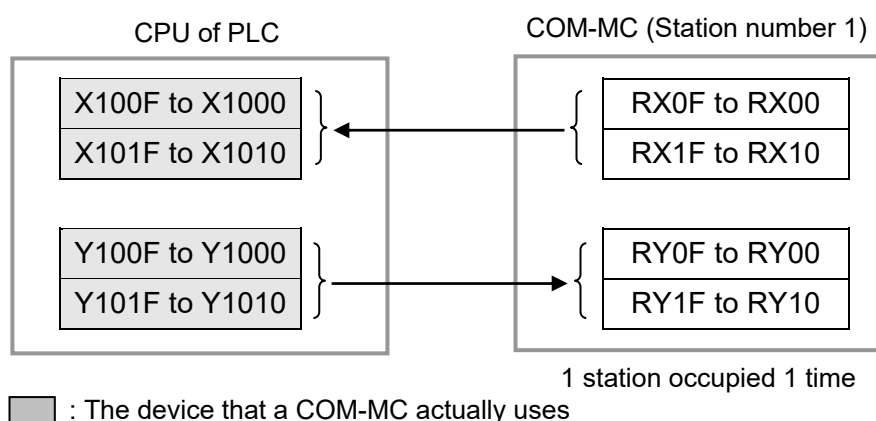 CPU of PLC
COM-MC (Station number 1)
X100F to X1000
X101F to X1010
RX0F to RX00
RX1F to RX10
Y100F to Y1000
Y101F to Y1010
RY0F to RY00
RY1F to RY10
1 station occupied 1 time
: The device that a COM-MC actually uses